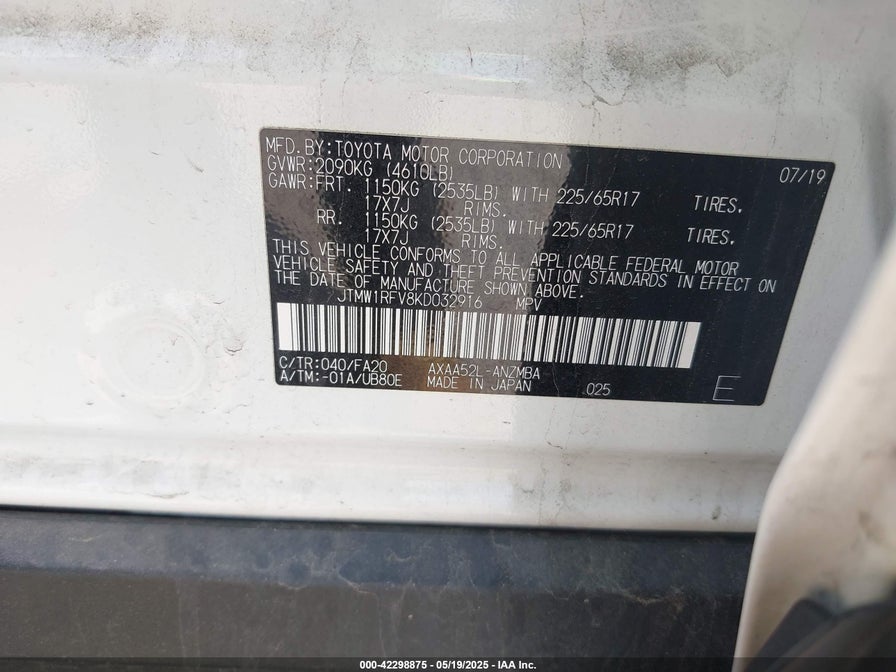 MFD.BY:TOYOTA MOTOR CORPORATION 07/19
GVWR:2090KG (4610LB)
GAWR:FRT. 1150KG (2535LB) WITH 225/65R17 TIRES.
17X7J RIMS.
RR. 1150KG (2535LB) WITH 225/65R17 TIRES.
17X7J RIMS.
THIS VEHICLE CONFORMS TO ALL APPLICABLE FEDERAL MOTOR
VEHICLE SAFETY AND THEFT PREVENTION STANDARDS IN EFFECT ON
THE DATE OF MANUFACTURE SHOWN ABOVE.
JTMW1RFV8KD032916 MPV
C/TR:040/FA20 AXAA52L-ANZMBA
A/TM:-01A/UB80E MADE IN JAPAN 025 E
000-42298875 - 05/19/2025 - IAA Inc.